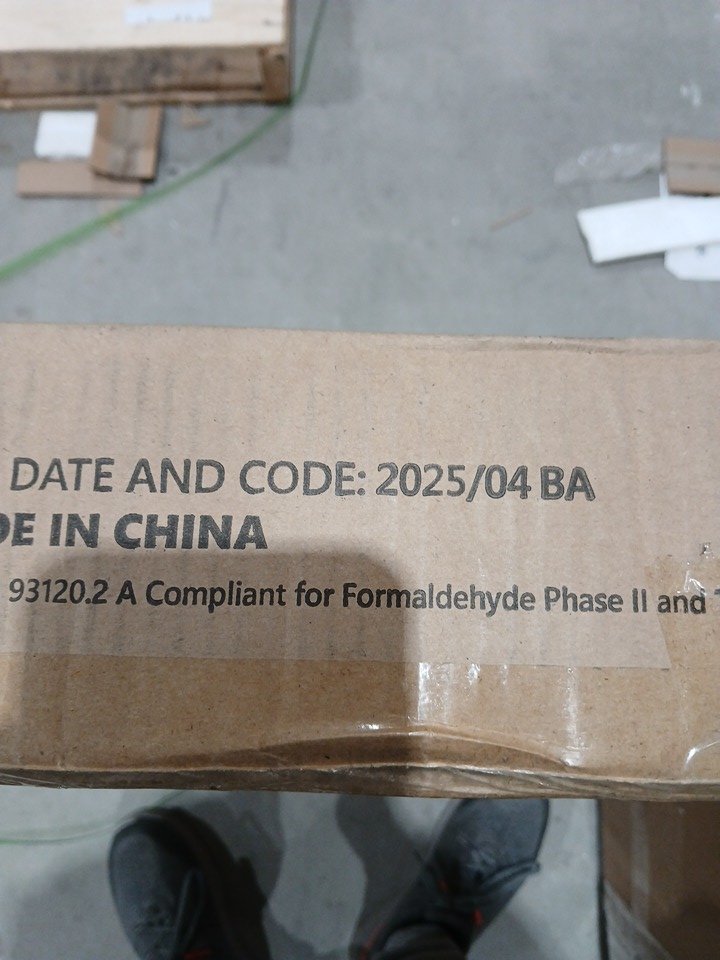 DATE AND CODE: 2025/04 BA
DE IN CHINA
93120.2 A Compliant for Formaldehyde Phase II and